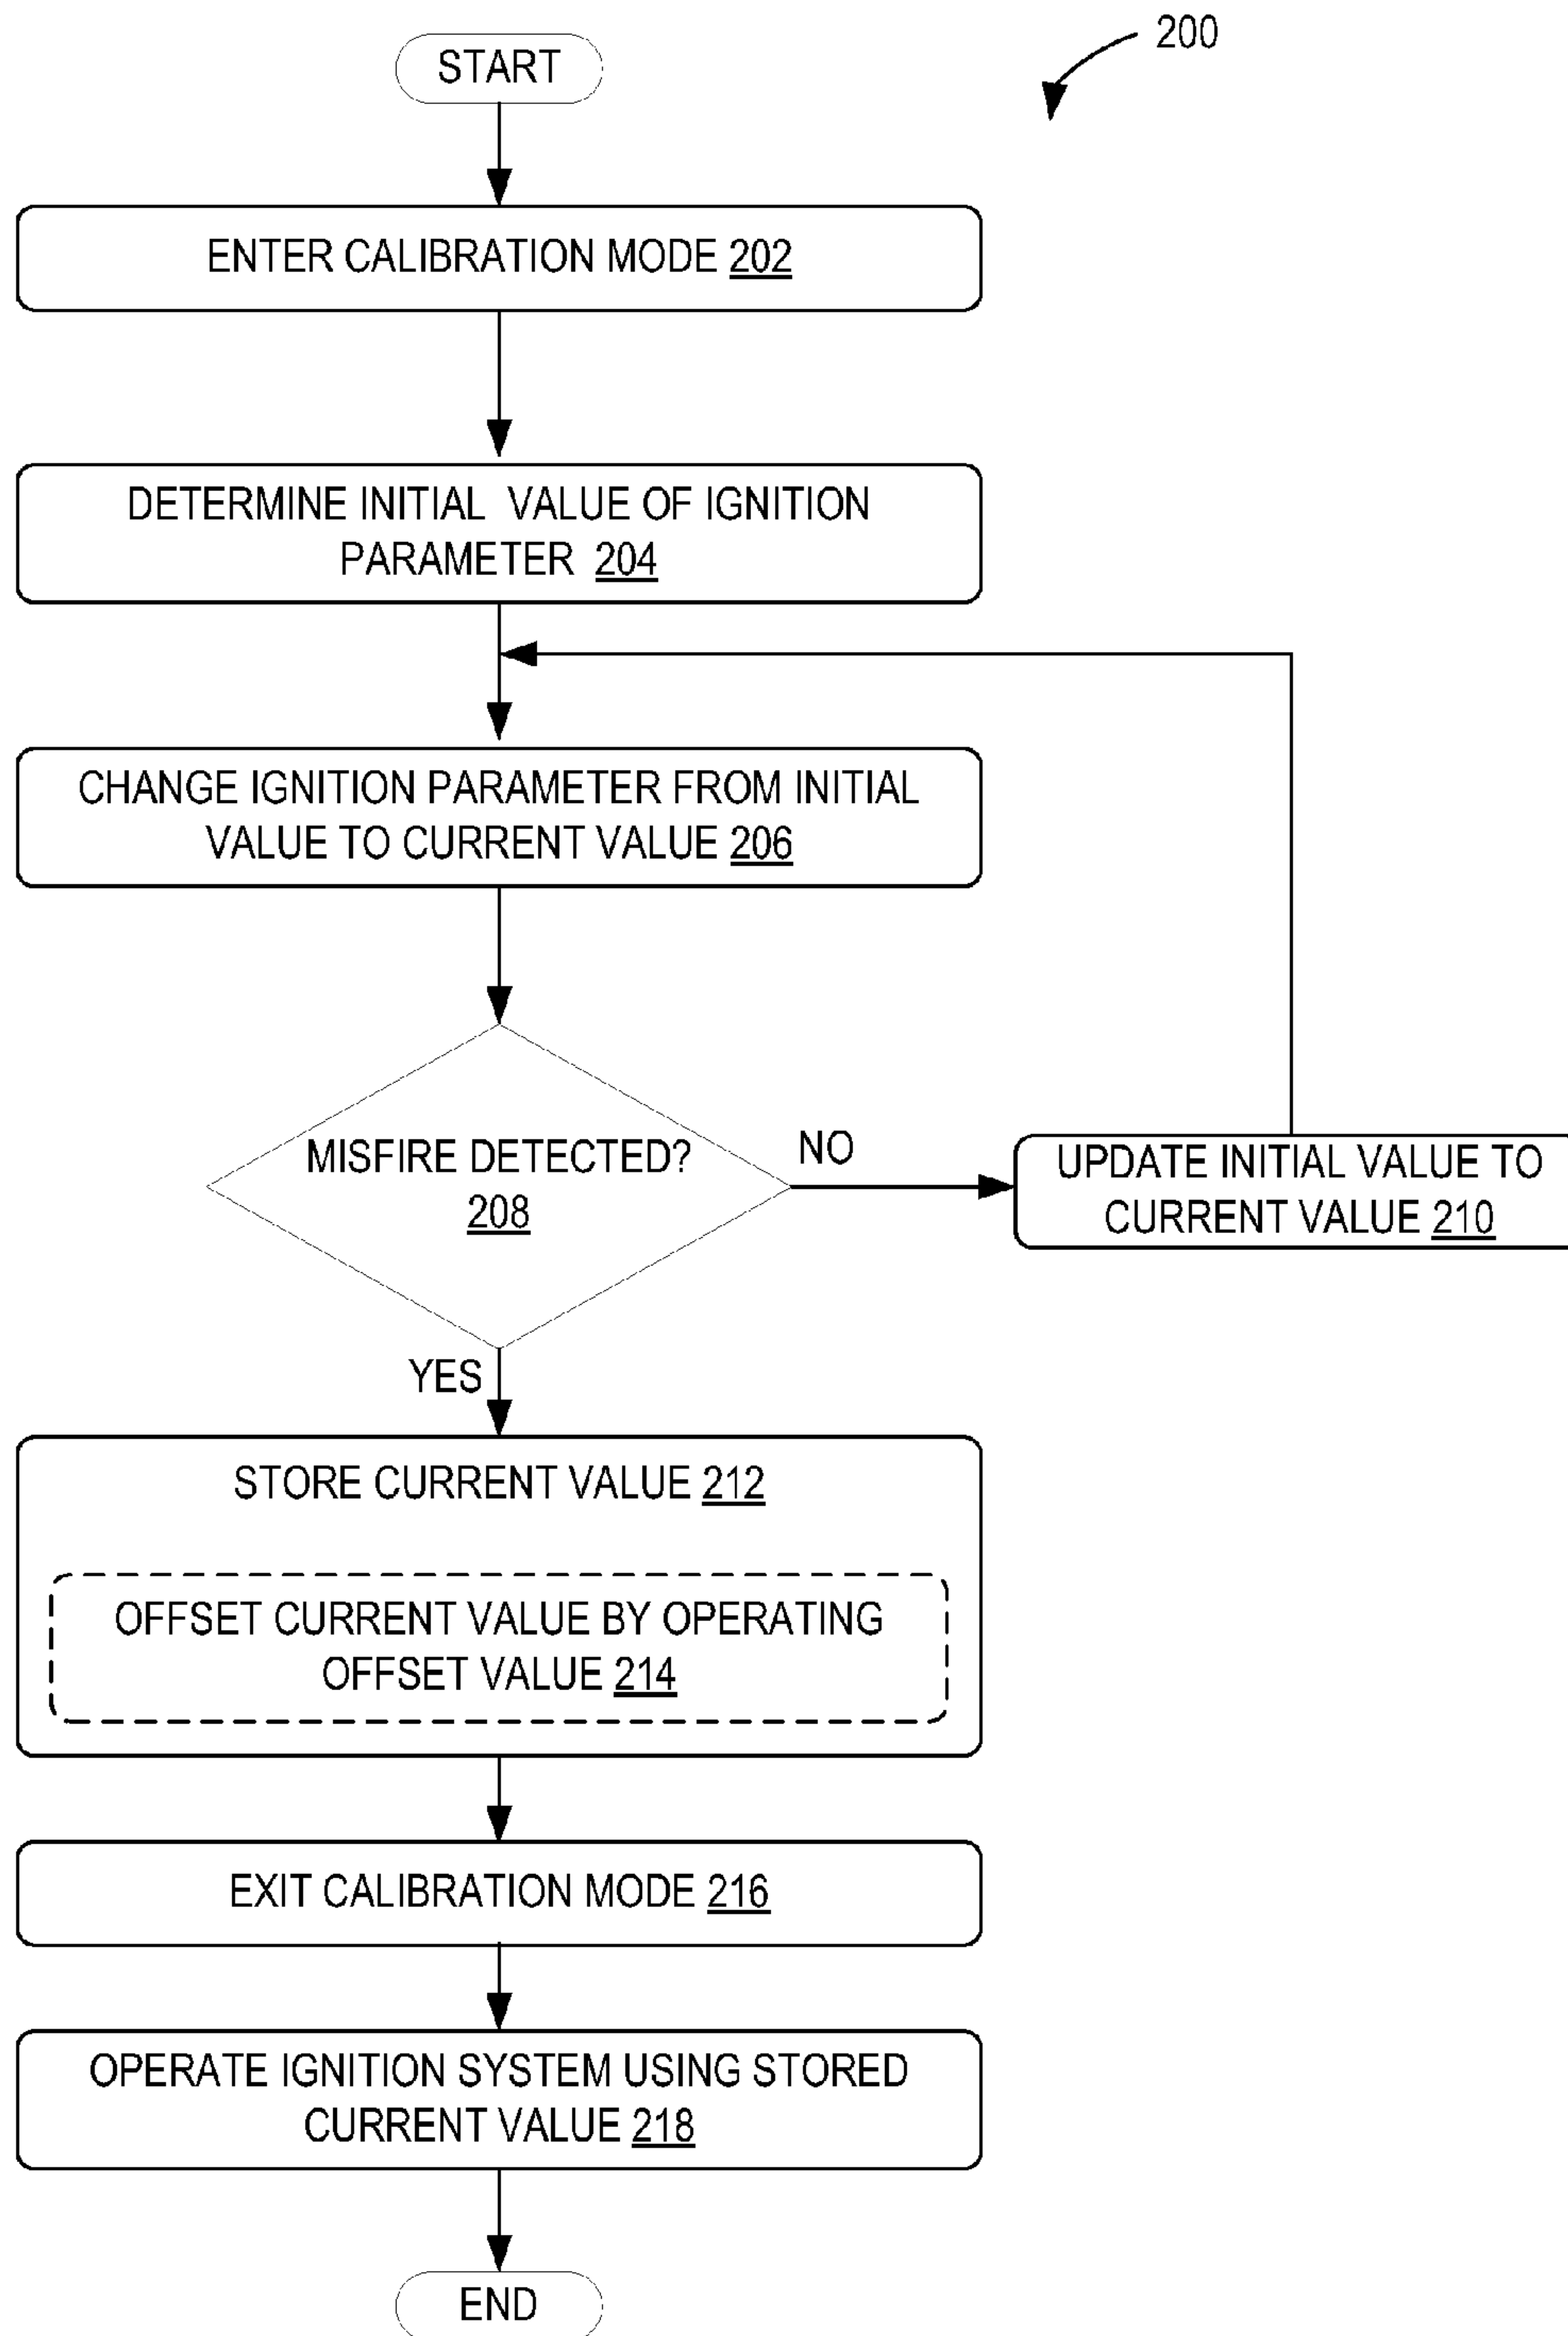 200
START
ENTER CALIBRATION MODE 202
DETERMINE INITIAL VALUE OF IGNITION
PARAMETER 204
CHANGE IGNITION PARAMETER FROM INITIAL
VALUE TO CURRENT VALUE 206
MISFIRE DETECTED?
208
NO
UPDATE INITIAL VALUE TO
CURRENT VALUE 210
YES
STORE CURRENT VALUE 212
OFFSET CURRENT VALUE BY OPERATING
OFFSET VALUE 214
EXIT CALIBRATION MODE 216
OPERATE IGNITION SYSTEM USING STORED
CURRENT VALUE 218
END